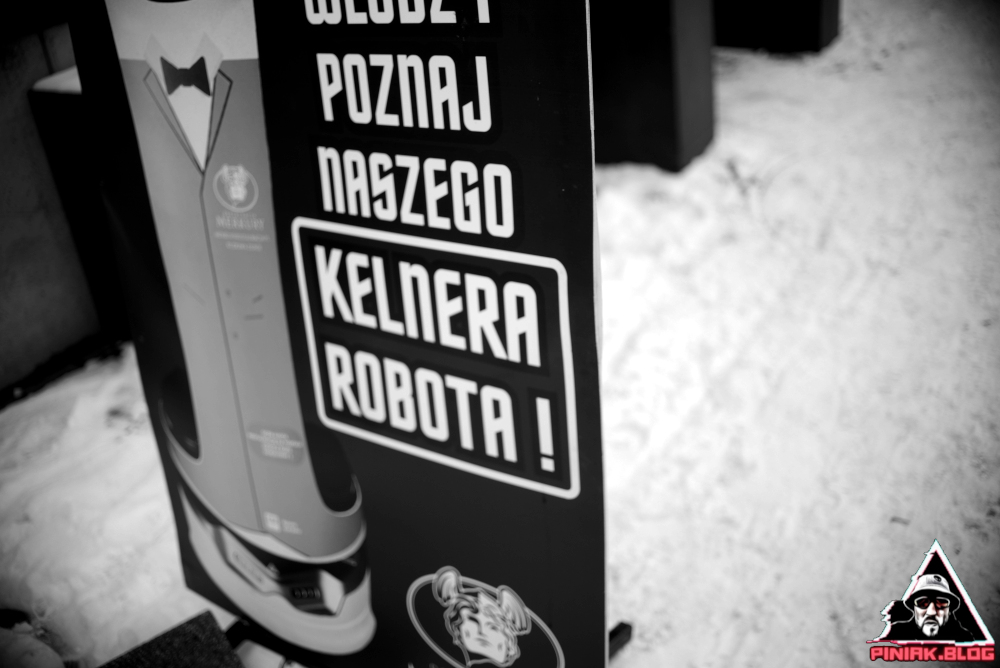 POZNAJ
NASZEGO
KELNERA
ROBOTA !
PINIAK.BLOG